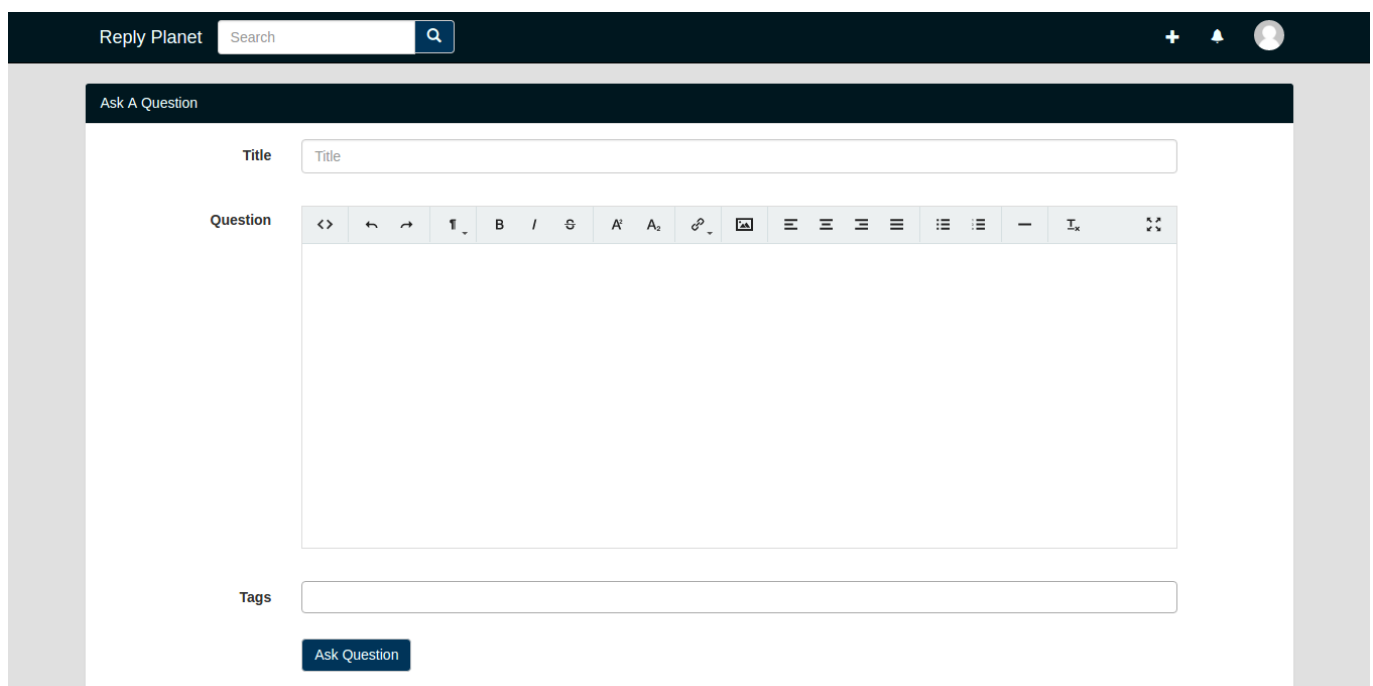 Reply Planet Search
Ask A Question
Title Title
Question
Tags
Ask Question